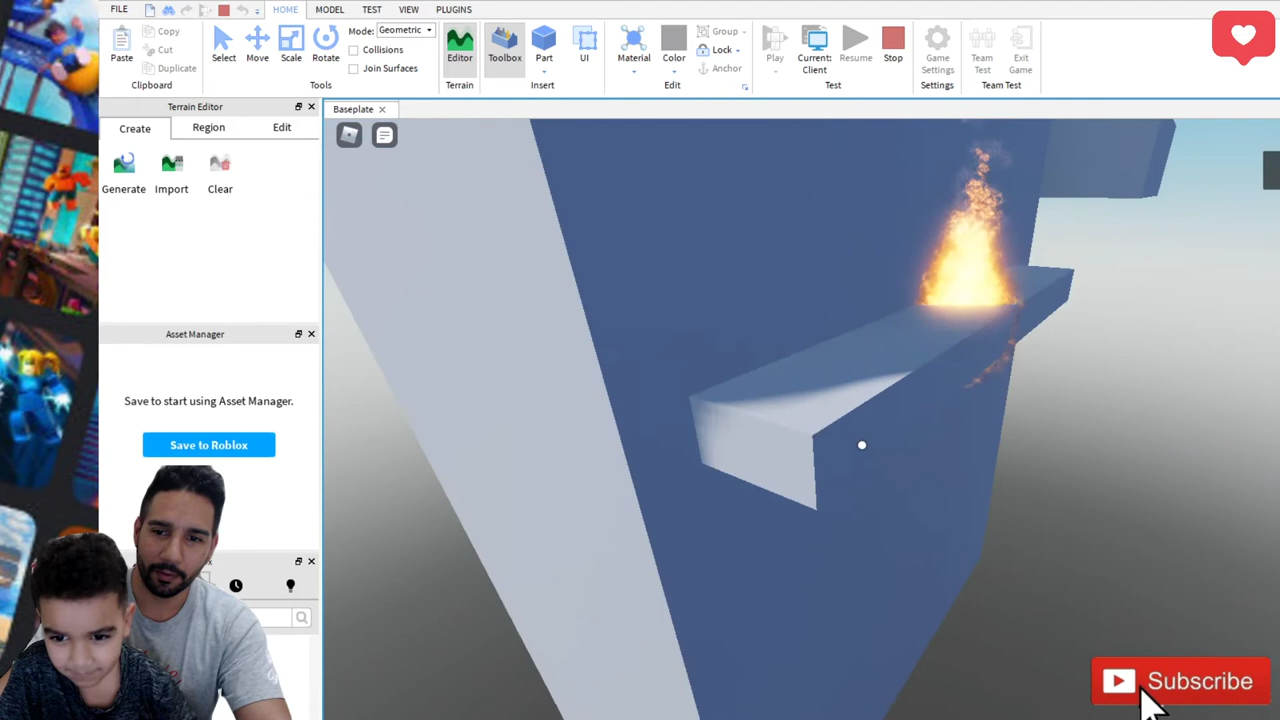 FILE HOME MODEL TEST VIEW PLUGINS
Paste
Copy
Cut
Duplicate
Clipboard
Select
Move
Scale
Rotate
Tools
Mode: Geometric
Collisions
Join Surfaces
Editor
Terrain
Toolbox
Part
UI
Insert
Material
Color
Group
Lock
Anchor
Edit
Play
Current:
Client
Resume
Stop
Test
Game
Settings
Settings
Team
Test
Exit
Game
Team Test
Terrain Editor
Create Region Edit
Generate Import Clear
Asset Manager
Save to start using Asset Manager.
Save to Roblox
Baseplate
Subscribe